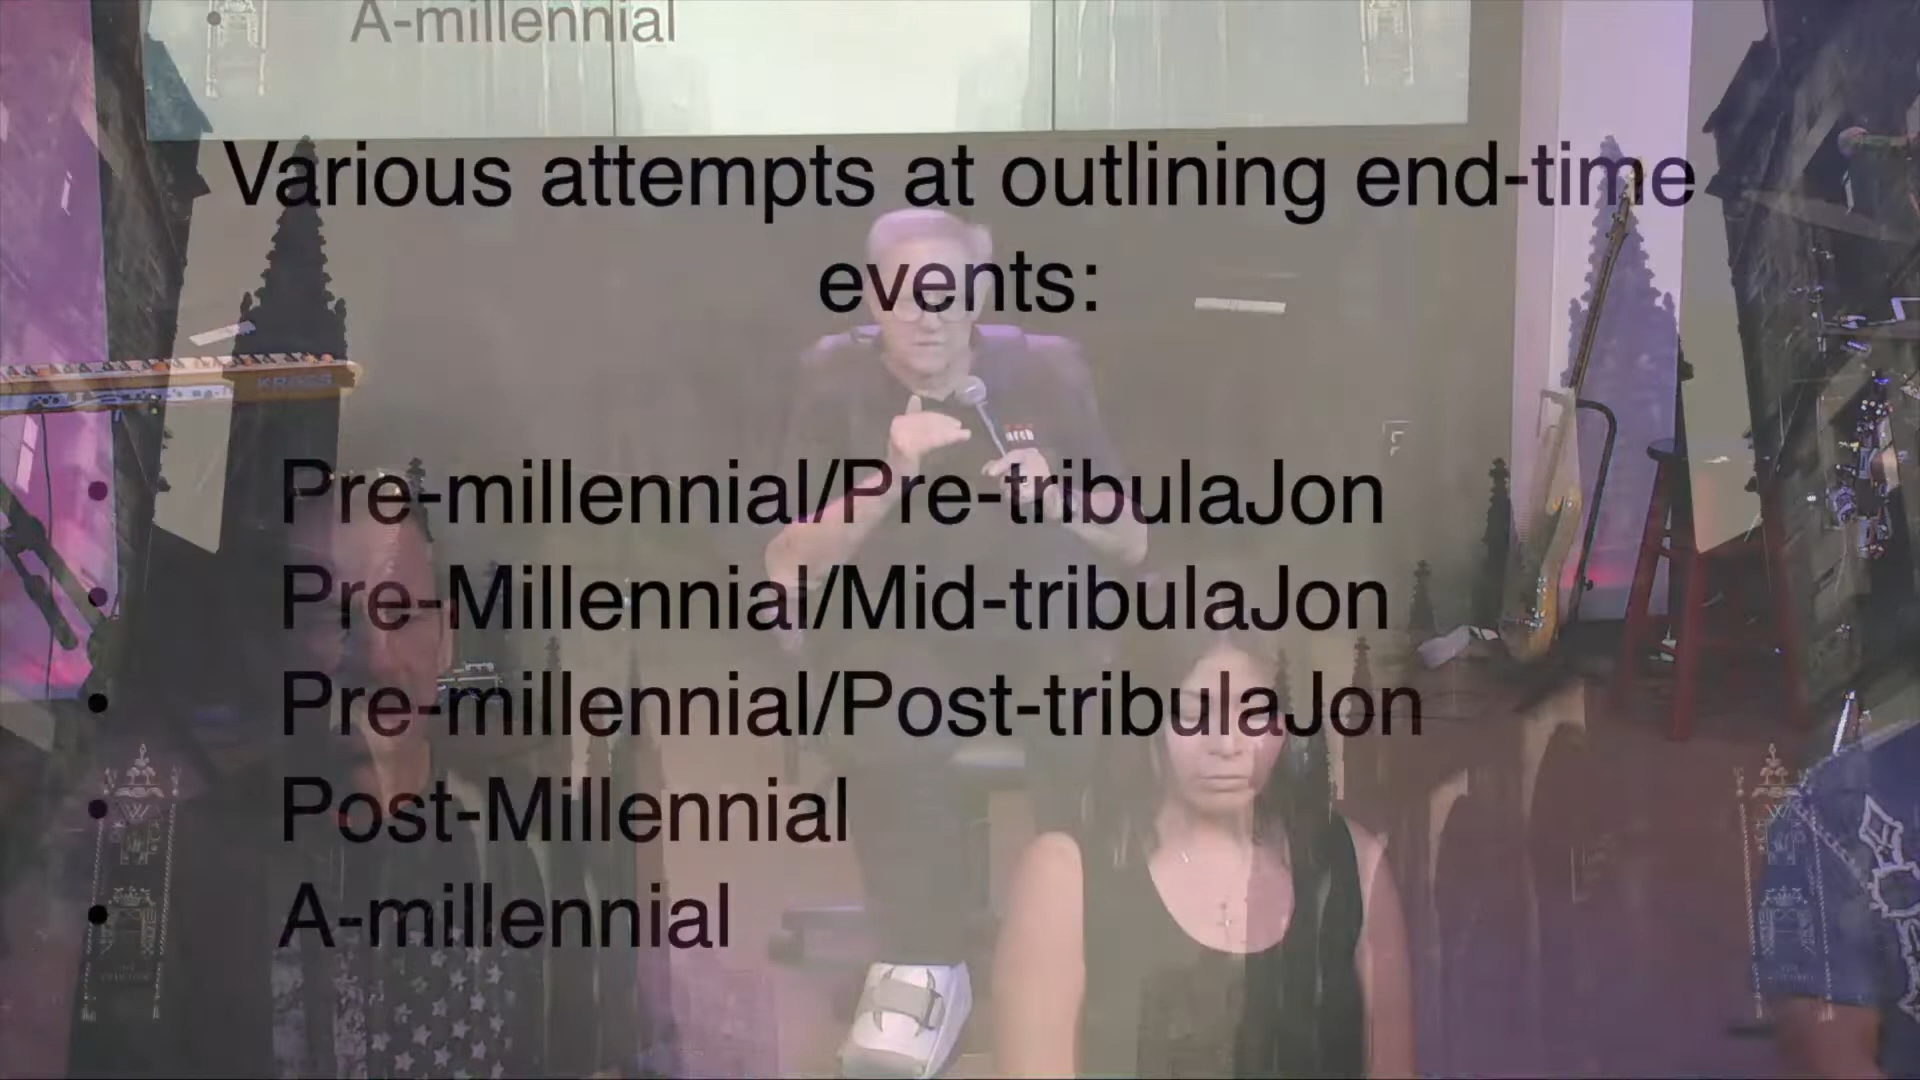 A-millennial
Various attempts at outlining end-time
events:
• Pre-millennial/Pre-tribulaJon
• Pre-Millennial/Mid-tribulaJon
• Pre-millennial/Post-tribulaJon
• Post-Millennial
• A-millennial